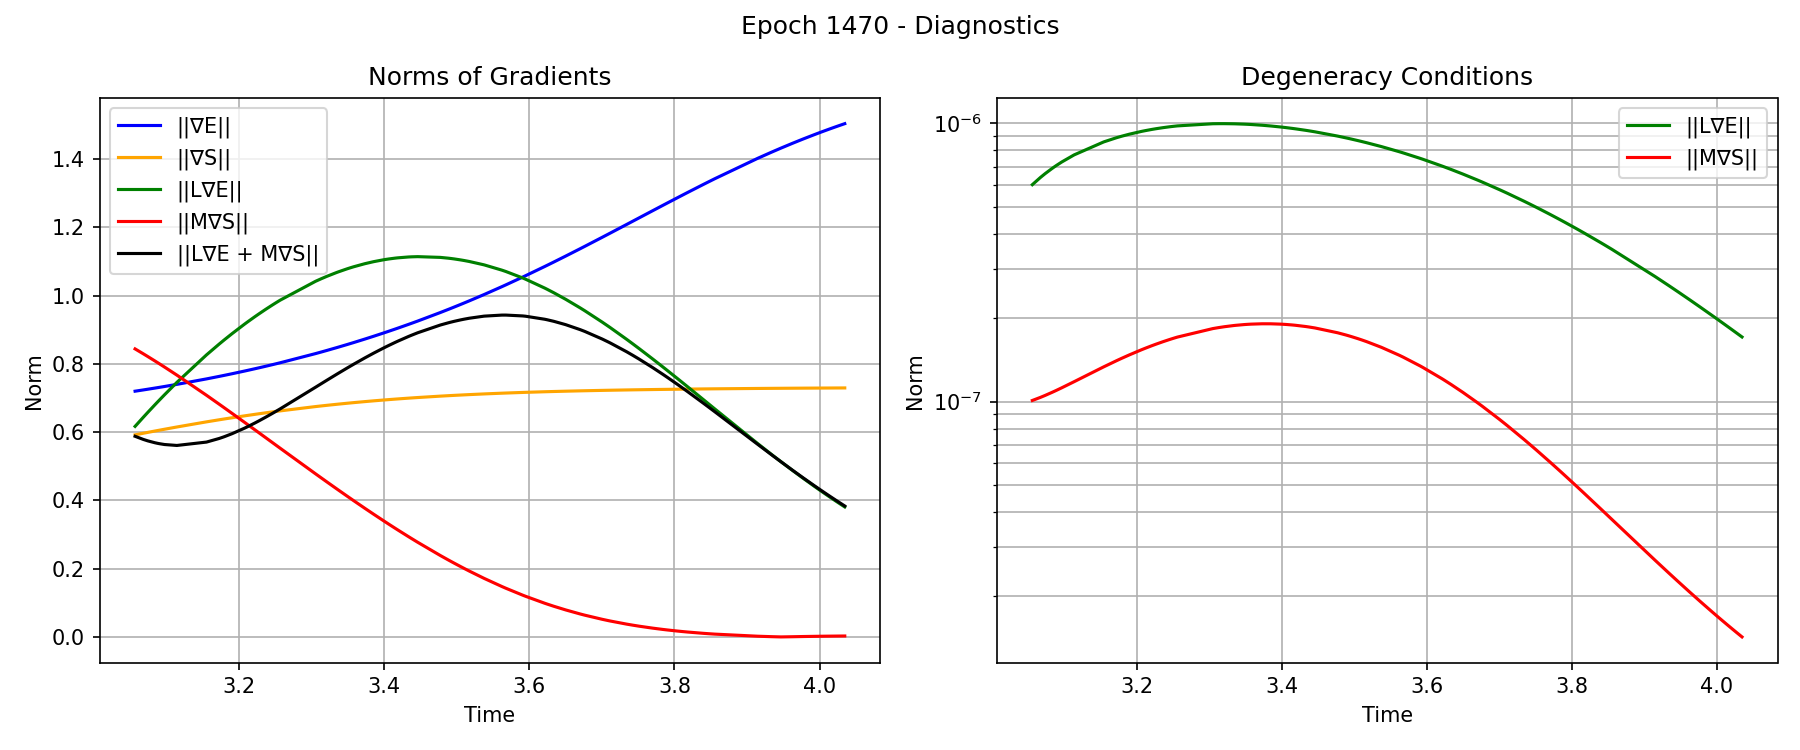 Epoch 1470 - Diagnostics
Norms of Gradients
||∇E||
||∇S||
||L∇E||
||M∇S||
||L∇E + M∇S||
1.4
1.2
1.0
0.8
0.6
0.4
0.2
0.0
Norm
3.2 3.4 3.6 3.8 4.0
Time
Degeneracy Conditions
||L∇E||
||M∇S||
10⁻⁶
10⁻⁷
Norm
3.2 3.4 3.6 3.8 4.0
Time